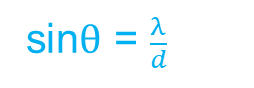 sinθ = λ/d